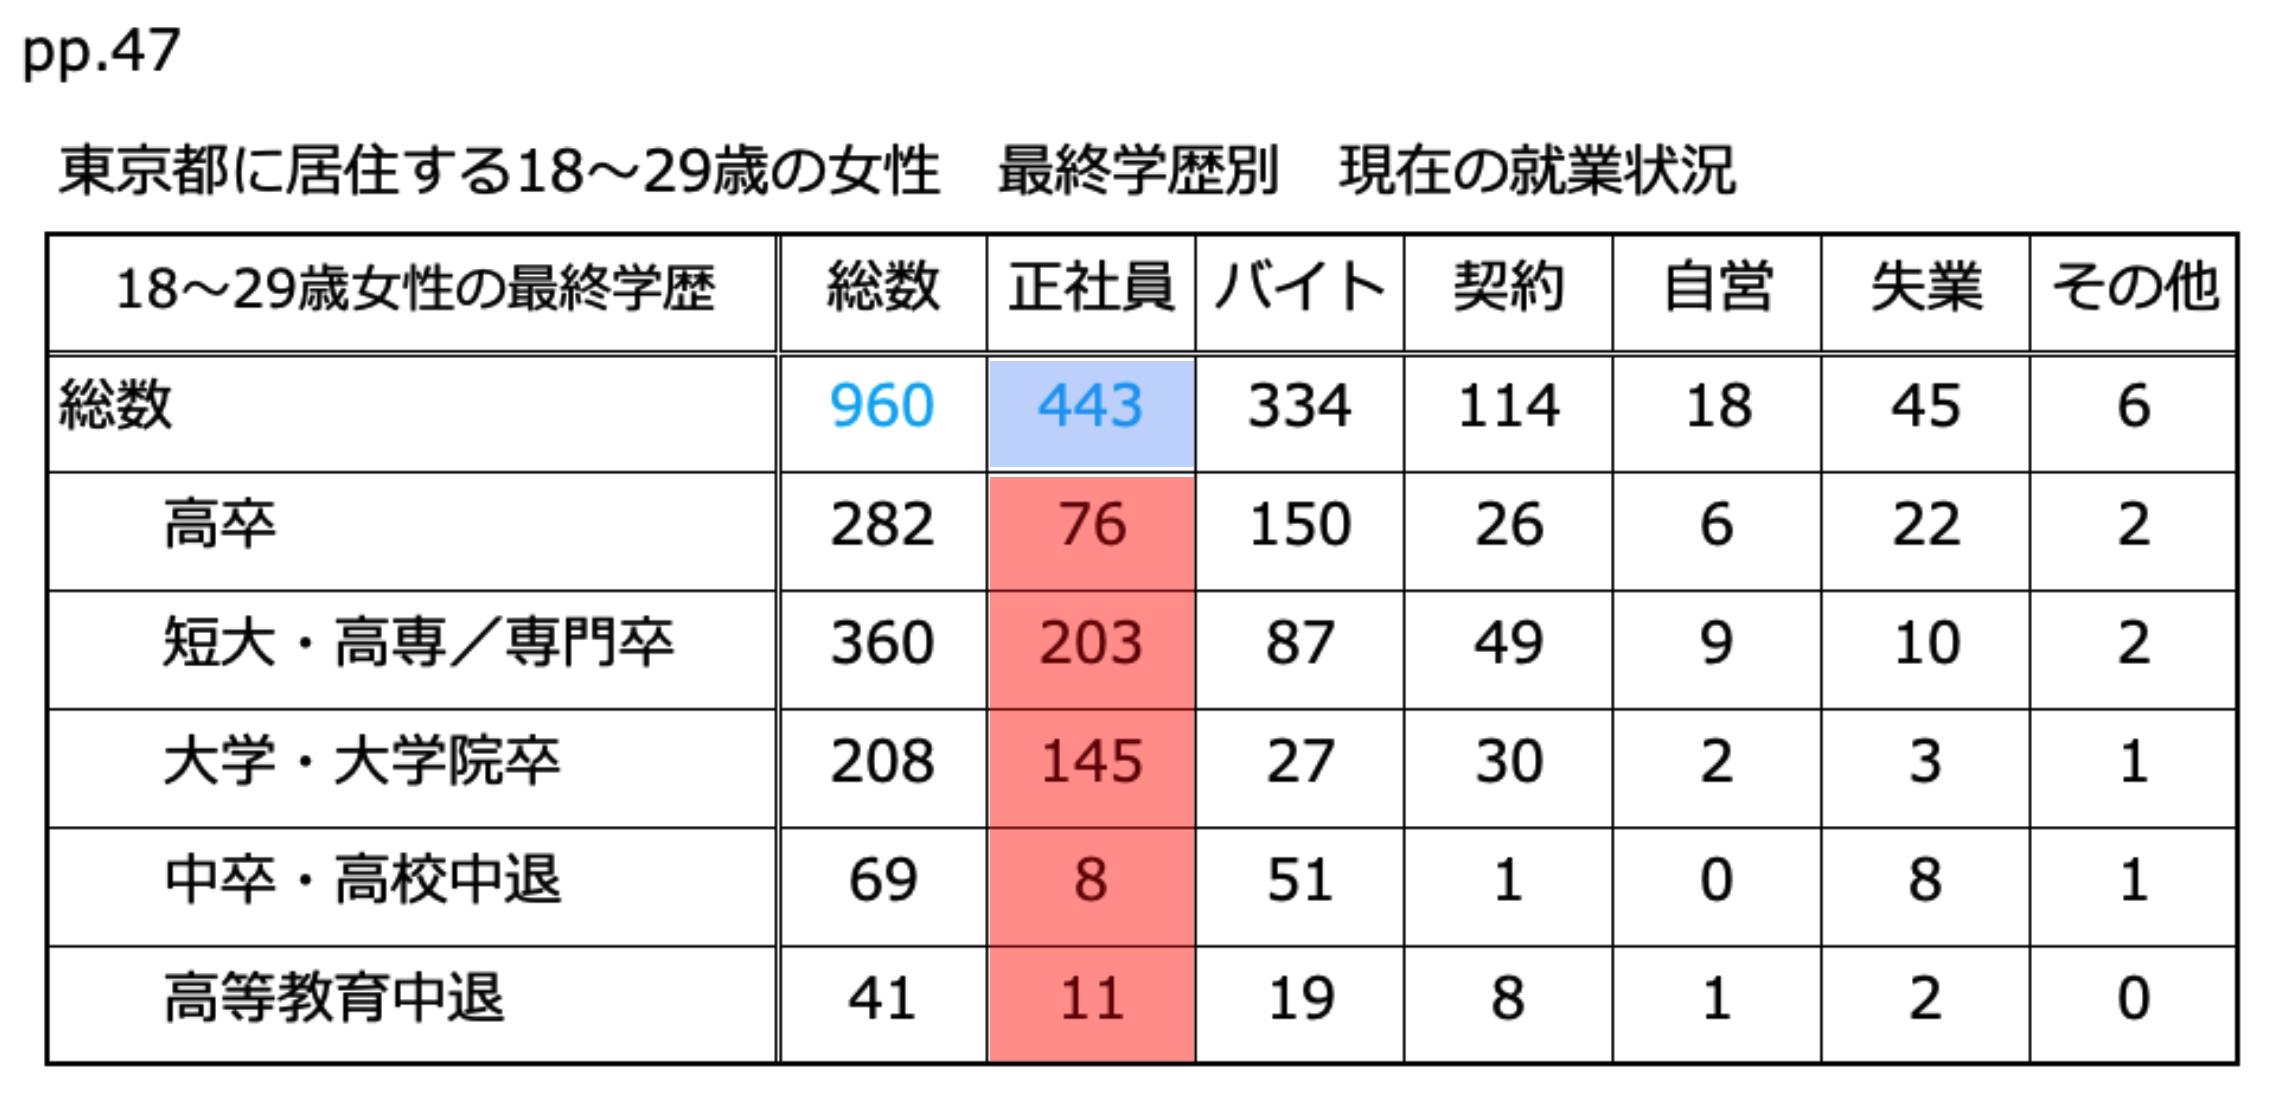 pp.47
東京都に居住する18～29歳の女性　最終学歴別　現在の就業状況
18～29歳女性の最終学歴 総数 正社員 バイト 契約 自営 失業 その他
総数 960 443 334 114 18 45 6
高卒 282 76 150 26 6 22 2
短大・高専／専門卒 360 203 87 49 9 10 2
大学・大学院卒 208 145 27 30 2 3 1
中卒・高校中退 69 8 51 1 0 8 1
高等教育中退 41 11 19 8 1 2 0